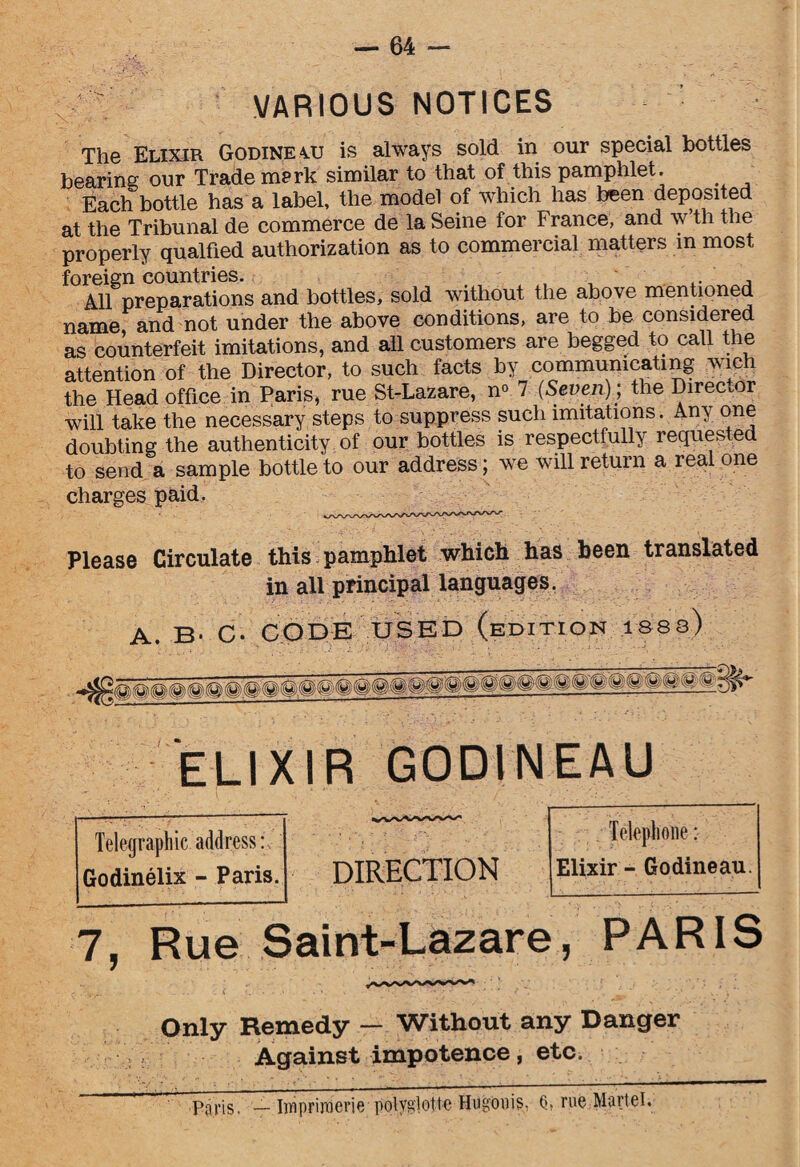 — 64 —
VARIOUS NOTICES
The ELIXIR GODINEAU is always sold in our special bottles
bearing our Trade mark similar to that of this pamphlet.
Each bottle has a label, the model of which has been deposited
at the Tribunal de commerce de la Seine for France, and w'th the
properly qualfied authorization as to commercial matters in most
foreign countries.
All preparations and bottles, sold without the above mentioned
name, and not under the above conditions, are to be considered
as counterfeit imitations, and all customers are begged to call the
attention of the Director, to such facts by communicating wich
the Head office in Paris, rue St-Lazare, nº 7 (Seven); the Director
will take the necessary steps to suppress such imitations. Any one
doubting the authenticity of our bottles is respectfully requested
to send a sample bottle to our address; we will return a real one
charges paid.
Please Circulate this pamphlet which has been translated
in all principal languages.
A. B. C. CODE USED (EDITION 1883)
ELIXIR GODINEAU
Telegraphic address:
Godinélix - Paris.
DIRECTION
Telephone:
Elixir - Godineau.
7, Rue Saint-Lazare, PARIS
Only Remedy — Without any Danger
Against impotence, etc.
Paris. — Imprimerie polyglotte Hugonis, 6, rue Martel.